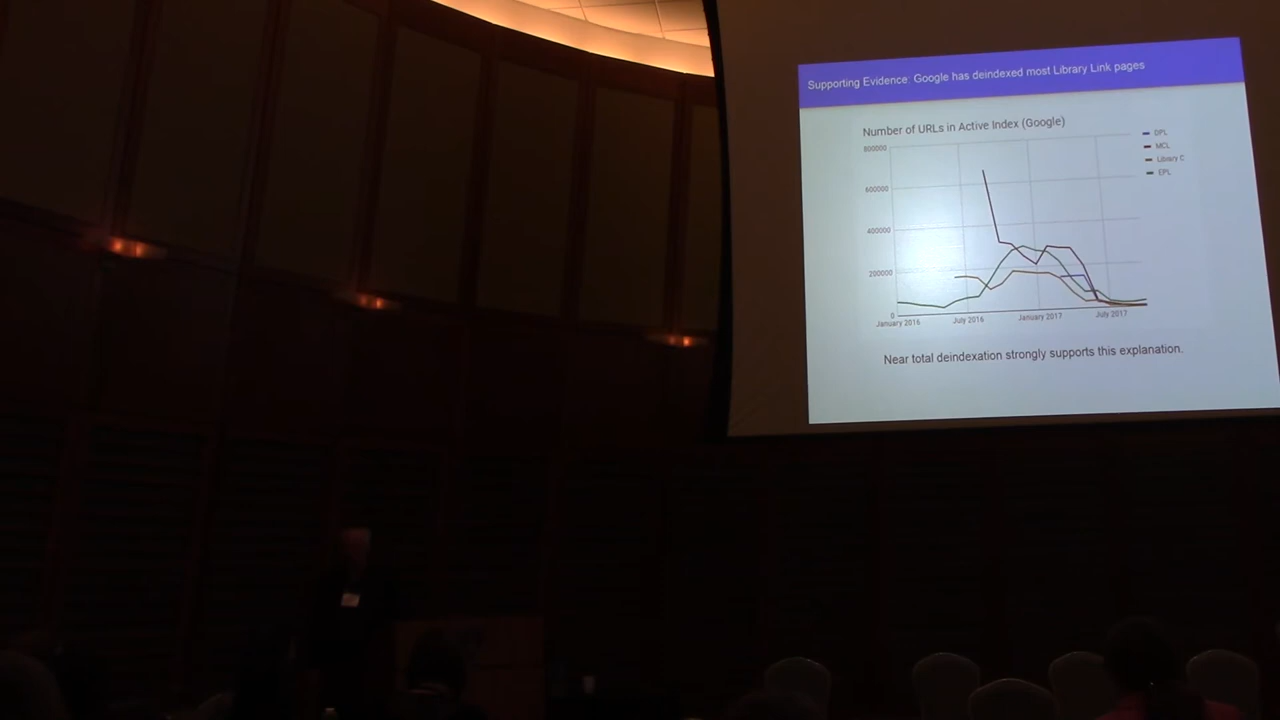 Supporting Evidence: Google has deindexed most Library Link pages
Number of URLs in Active Index (Google)
800000
600000
400000
200000
0
January 2016
July 2016
January 2017
July 2017
DPL
MCL
Library C
EPL
Near total deindexation strongly supports this explanation.